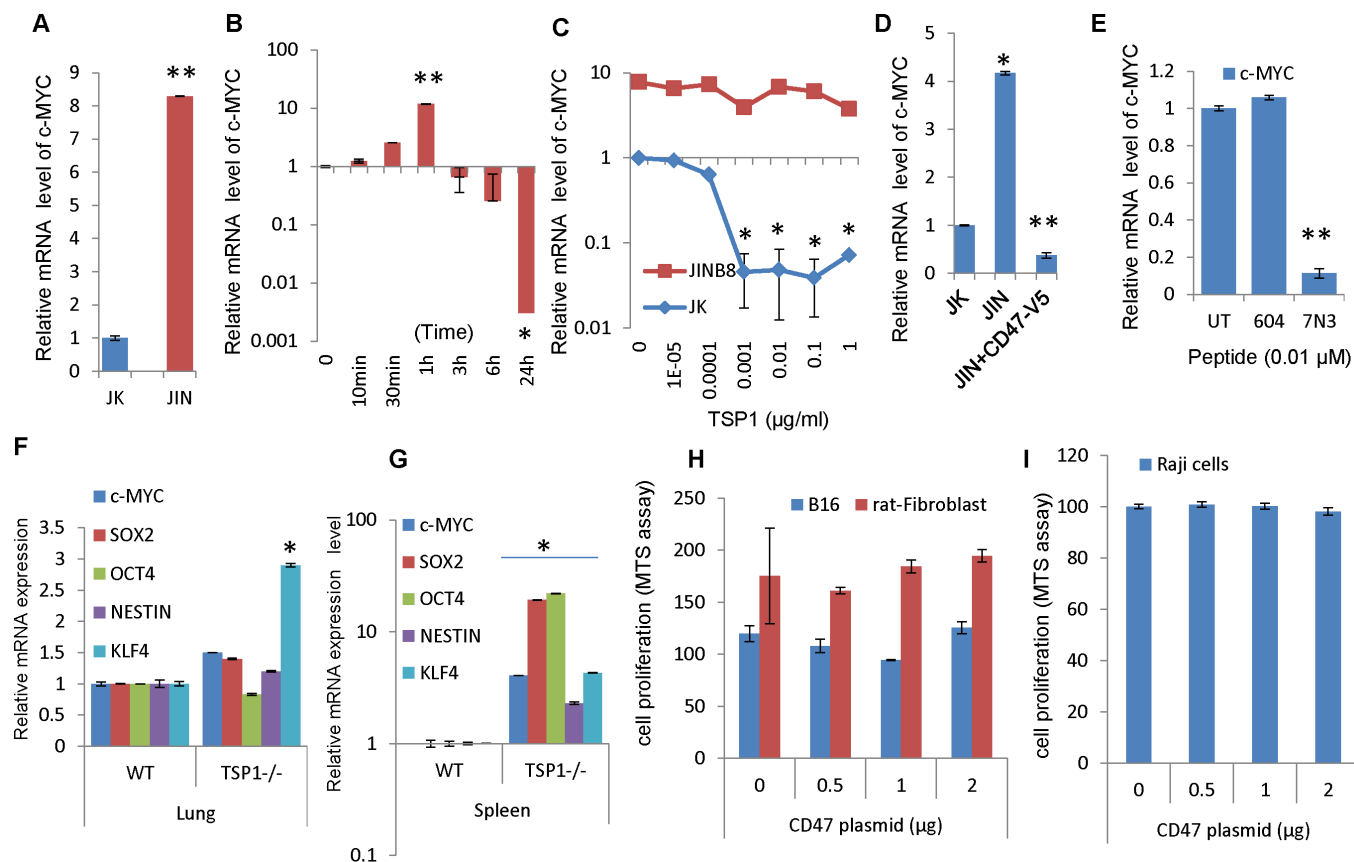 A
Relative mRNA level of c-MYC
9
8
7
6
5
4
3
2
1
0
**
JK
JIN
B
Relative mRNA level of c-MYC
100
10
1
0.1
0.01
0.001
**
*
(Time)
0
10min
30min
1h
3h
6h
24h
C
Relative mRNA level of c-MYC
10
1
0.1
0.01
* * * *
JINB8
JK
0
1E-05
0.0001
0.001
0.01
0.1
1
TSP1 (µg/ml)
D
Relative mRNA level of c-MYC
5
4
3
2
1
0
*
**
JK
JIN
JIN+CD47-V5
E
Relative mRNA level of c-MYC
1.2
1
0.8
0.6
0.4
0.2
0
c-MYC
**
UT 604 7N3
Peptide (0.01 µM)
F
Relative mRNA expression
c-MYC
SOX2
OCT4
NESTIN
KLF4
3.5
3
2.5
2
1.5
1
0.5
0
*
WT TSP1-/-
Lung
G
Relative mRNA expression level
100
10
1
0.1
c-MYC
SOX2
OCT4
NESTIN
KLF4
*
WT TSP1-/-
Spleen
H
cell proliferation (MTS assay)
250
200
150
100
50
0
B16 rat-Fibroblast
0 0.5 1 2
CD47 plasmid (µg)
I
cell proliferation (MTS assay)
120
100
80
60
40
20
0
Raji cells
0 0.5 1 2
CD47 plasmid (µg)